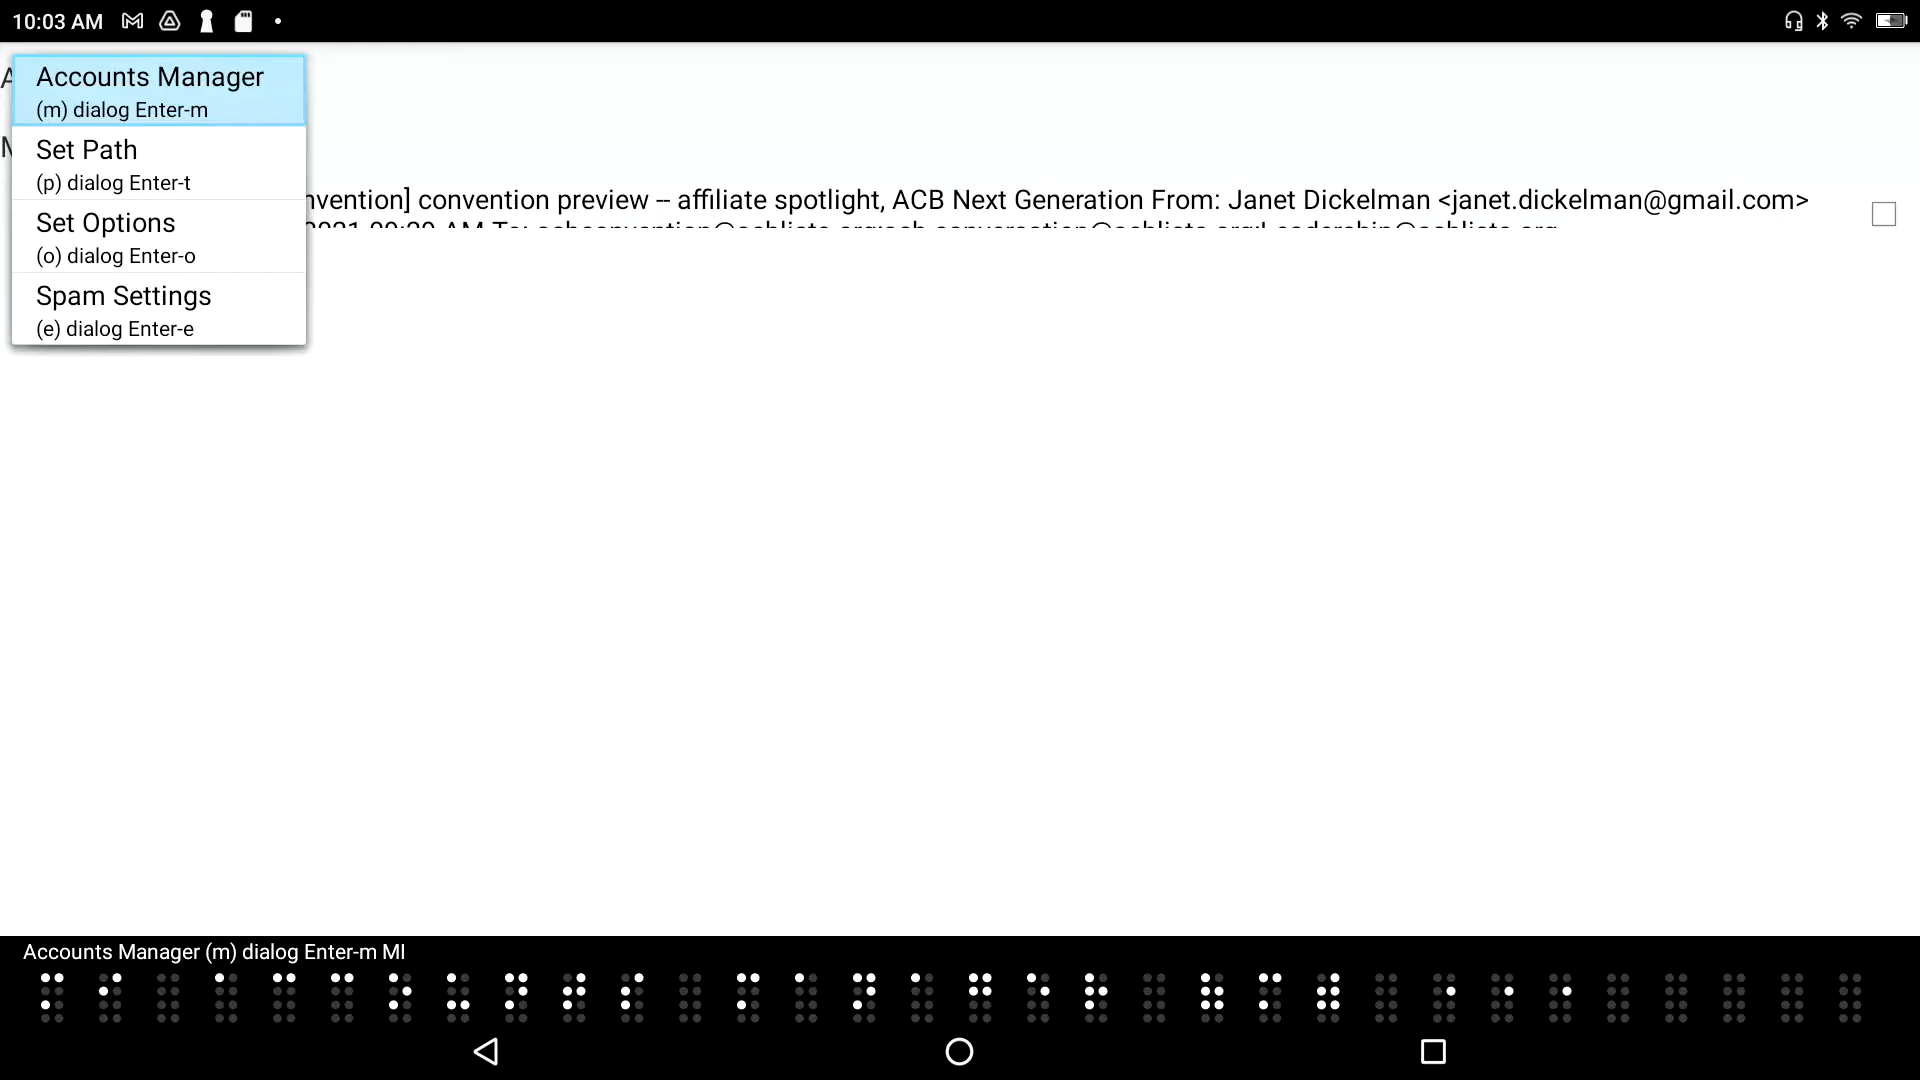 10:03 AM
Accounts Manager
(m) dialog Enter-m
Set Path
(p) dialog Enter-t
Set Options
(o) dialog Enter-o
Spam Settings
(e) dialog Enter-e
nvention] convention preview -- affiliate spotlight, ACB Next Generation From: Janet Dickelman <janet.dickelman@gmail.com>
Accounts Manager (m) dialog Enter-m MI